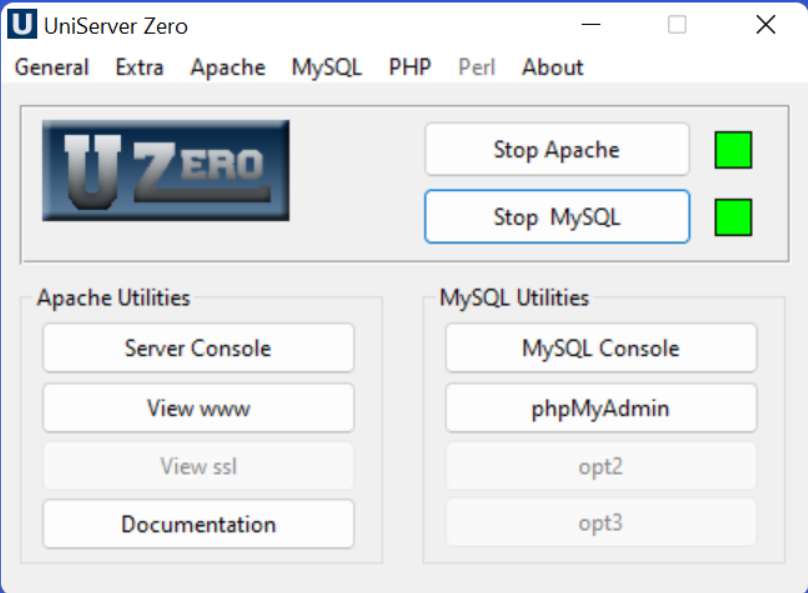 U UniServer Zero
General Extra Apache MySQL PHP Perl About
U ZERO
Stop Apache
Stop MySQL
Apache Utilities
Server Console
View www
View ssl
Documentation
MySQL Utilities
MySQL Console
phpMyAdmin
opt2
opt3